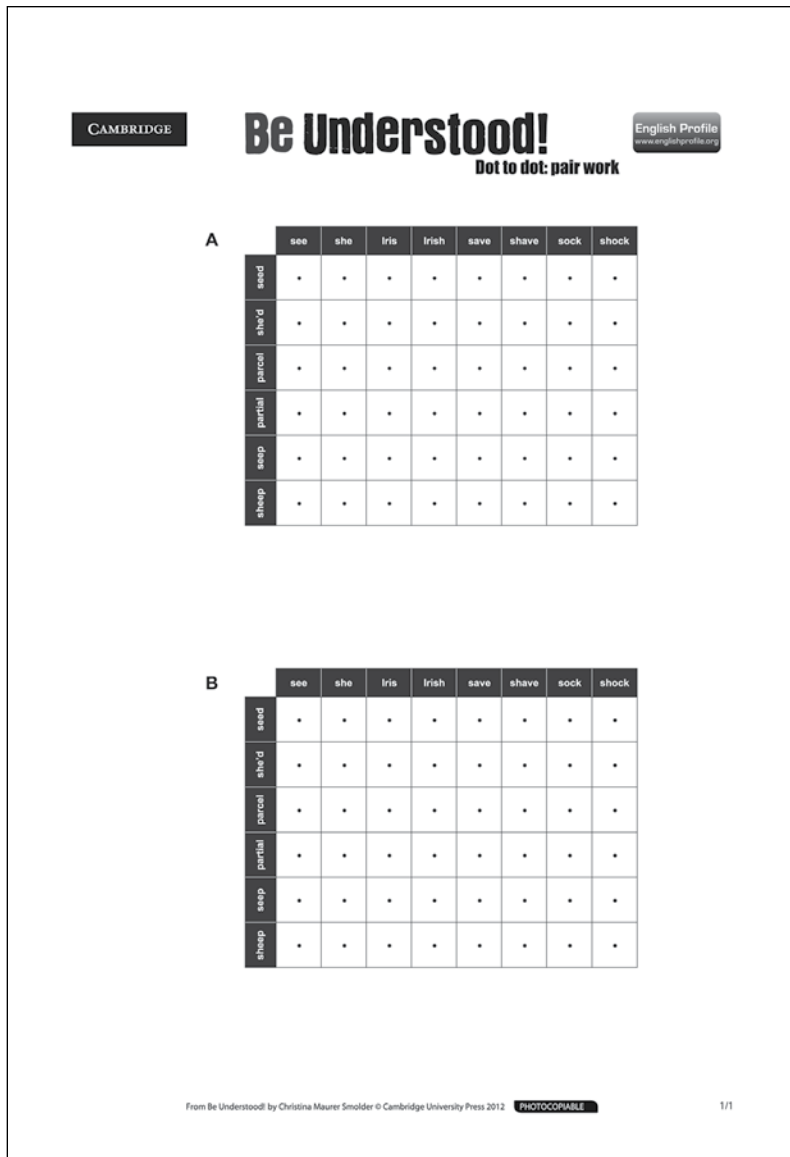 CAMBRIDGE
Be Understood!
Dot to dot: pair work
English Profile
www.englishprofile.org
A
see she Iris Irish save shave sock shock
seed
she'd
parcel
partial
seep
sheep
B
see she Iris Irish save shave sock shock
seed
she'd
parcel
partial
seep
sheep
From Be Understood! by Christina Maurer Smolder © Cambridge University Press 2012 PHOTOCOPIABLE 1/1